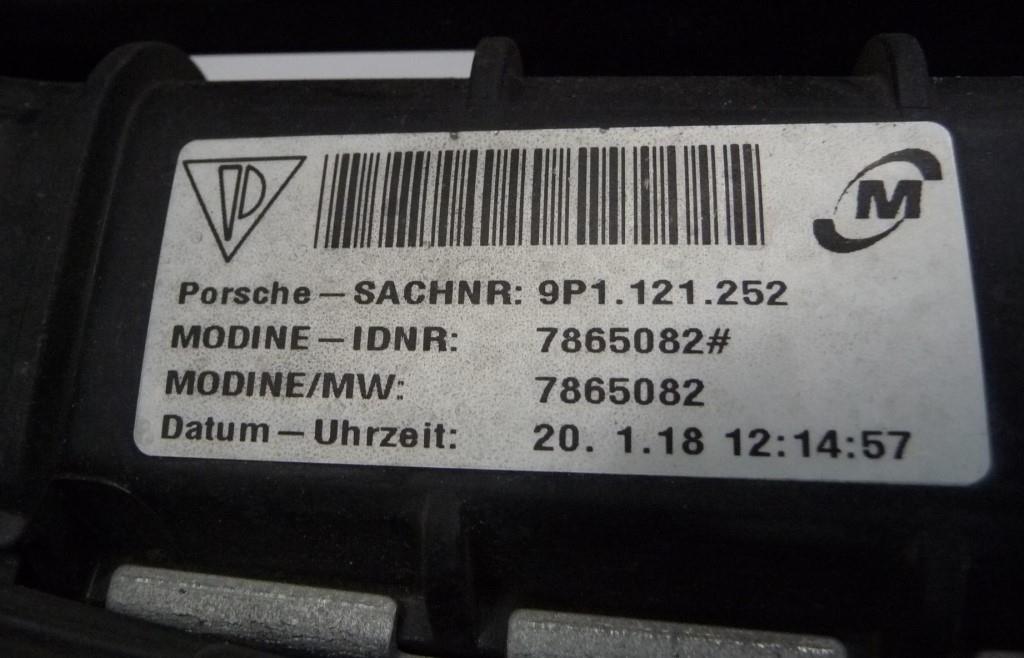 M
Porsche – SACHNR: 9P1.121.252
MODINE – IDNR: 7865082#
MODINE/MW: 7865082
Datum – Uhrzeit: 20. 1.18 12:14:57